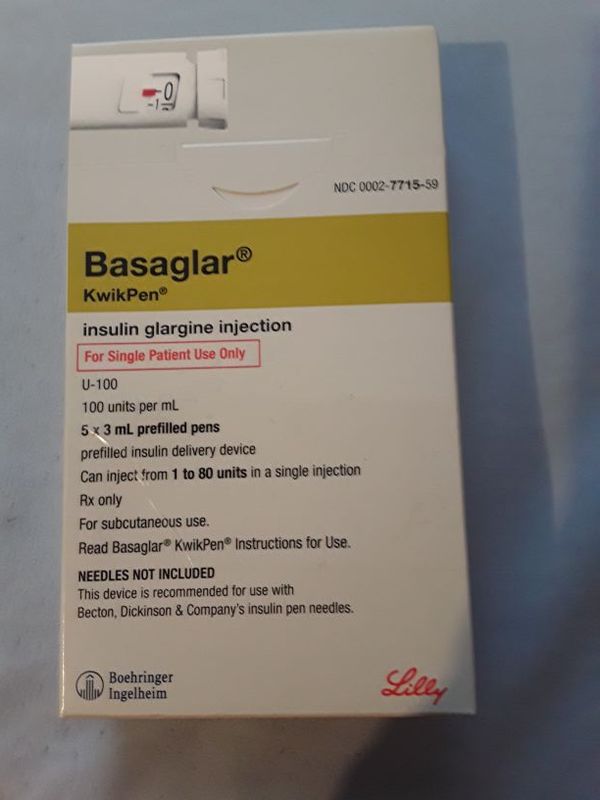 0
1
NDC 0002-7715-59
Basaglar®
KwikPen®
insulin glargine injection
For Single Patient Use Only
U-100
100 units per mL
5 x 3 mL prefilled pens
prefilled insulin delivery device
Can inject from 1 to 80 units in a single injection
Rx only
For subcutaneous use.
Read Basaglar® KwikPen® Instructions for Use.
NEEDLES NOT INCLUDED
This device is recommended for use with
Becton, Dickinson & Company's insulin pen needles.
Boehringer
Ingelheim
Lilly